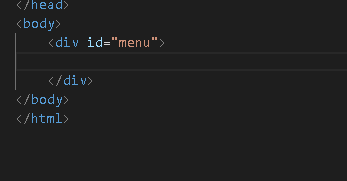 </head>
<body>
<div id="menu">
</div>
</body>
</html>